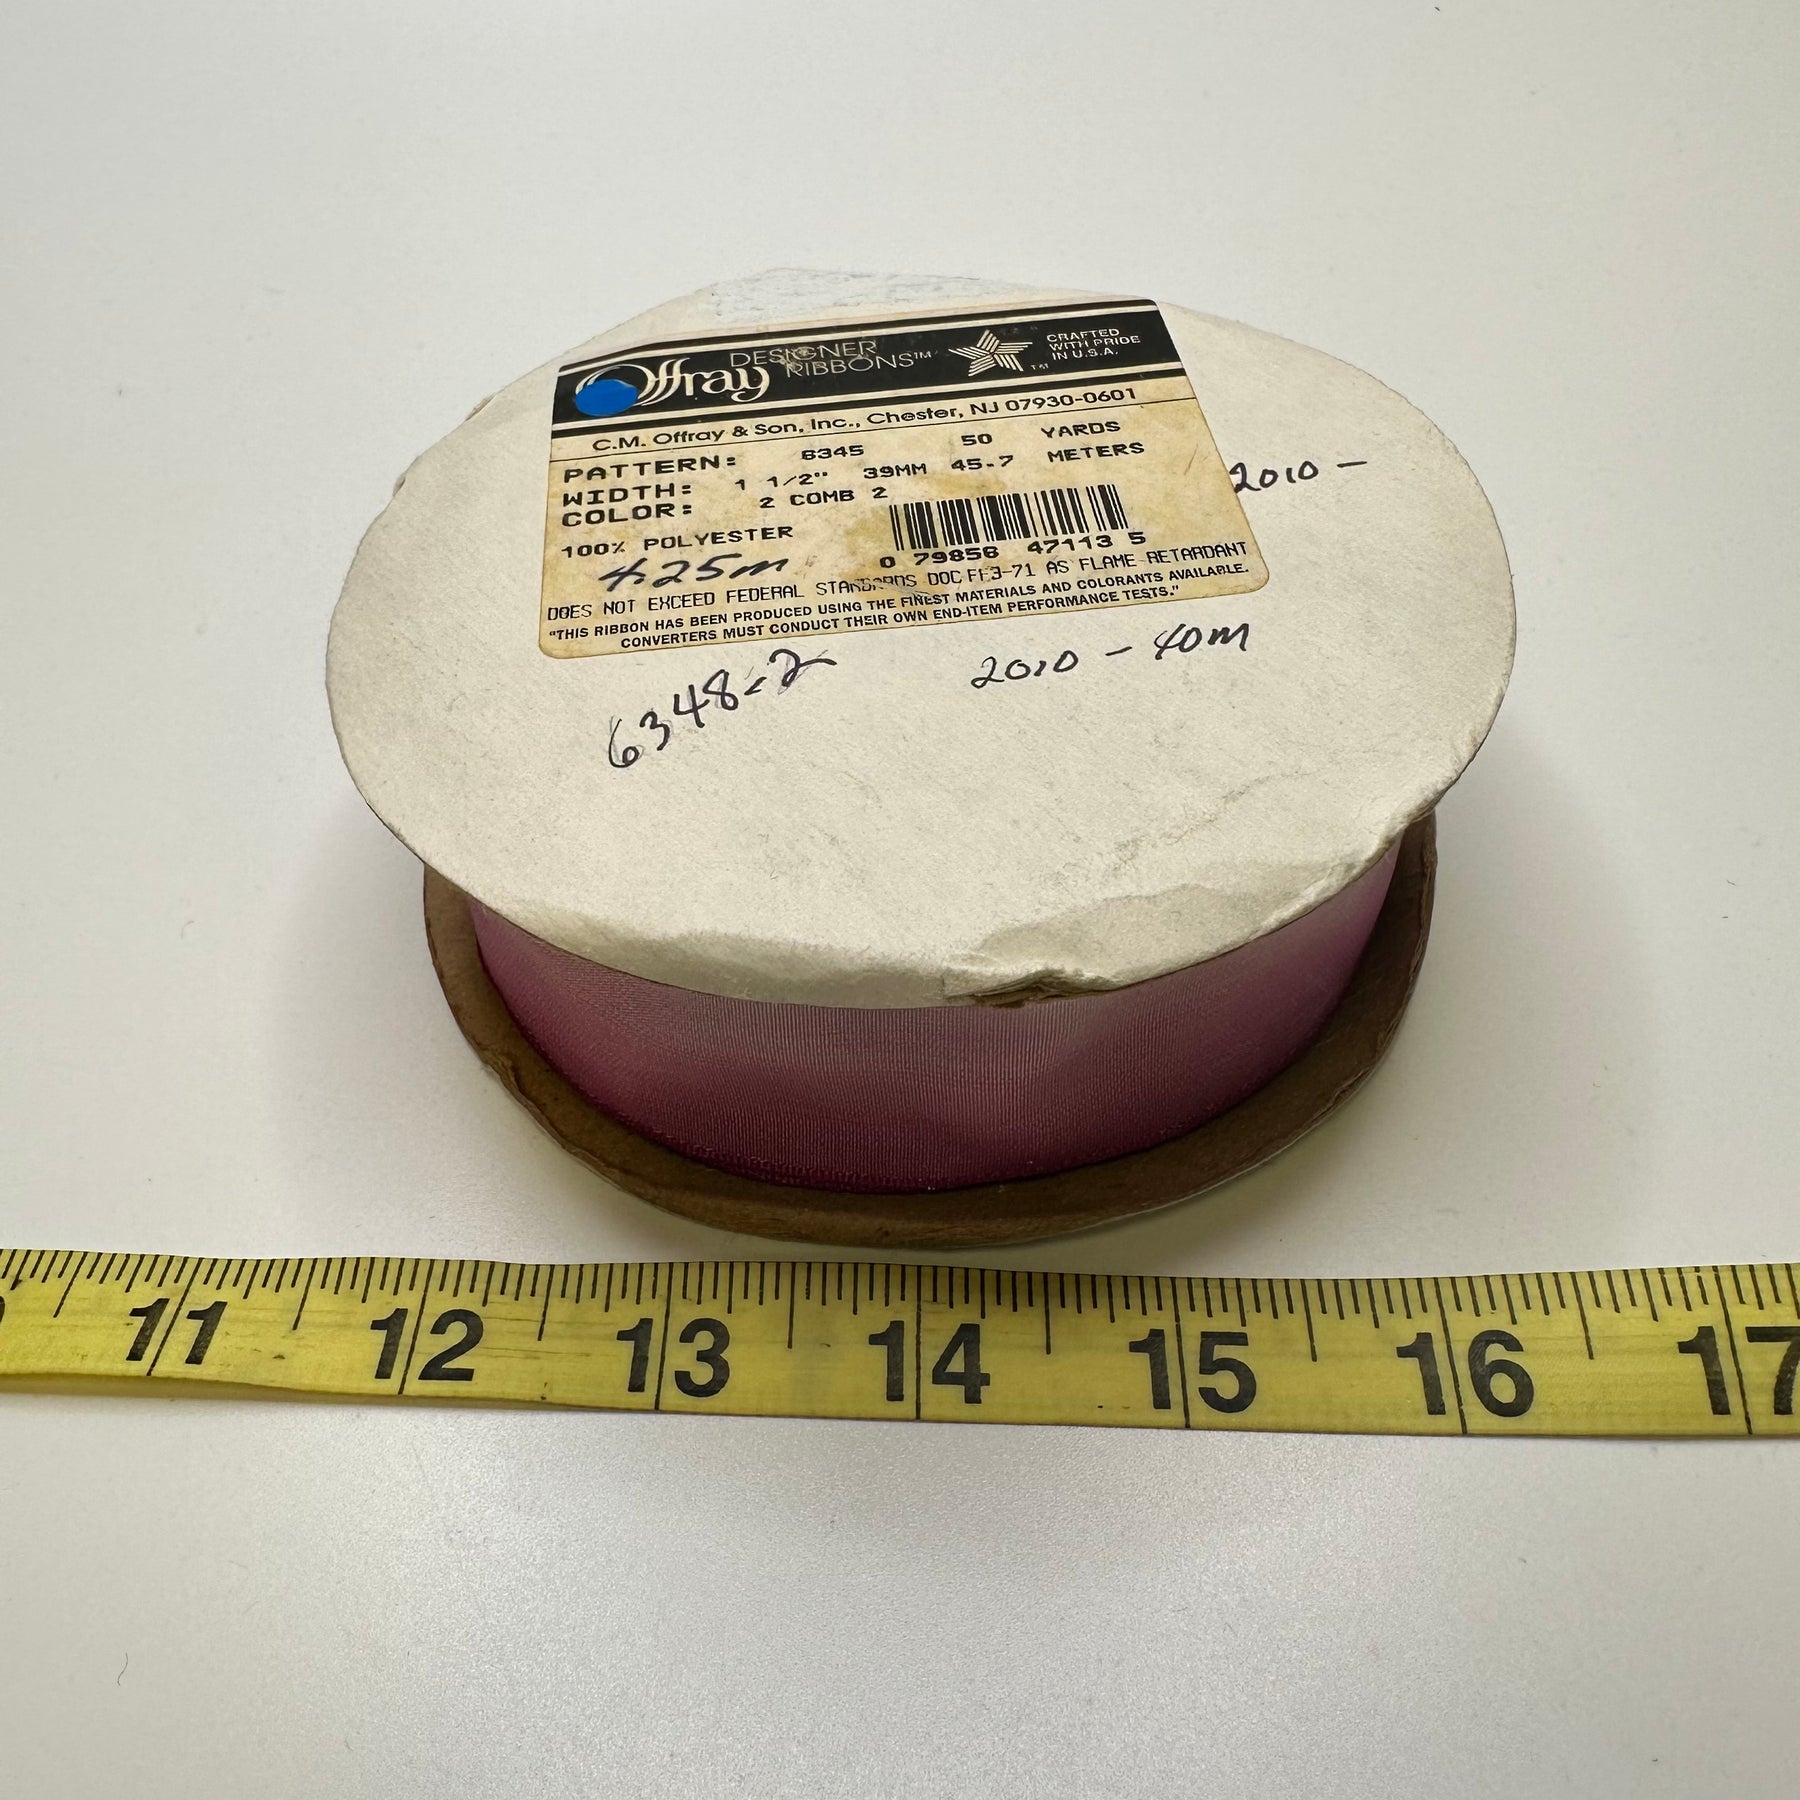 Offray DESIGNER RIBBONS™
CRAFTED WITH PRIDE IN U.S.A.
TM
C.M. Offray & Son, Inc., Chester, NJ 07930-0601
PATTERN: 6345 50 YARDS
WIDTH: 1 1/2" 39MM 45.7 METERS
COLOR: 2 COMB 2
100% POLYESTER
0 79856 47113 5
4.25m
DOES NOT EXCEED FEDERAL STANDARDS DOC FF3-71 AS FLAME RETARDANT
"THIS RIBBON HAS BEEN PRODUCED USING THE FINEST MATERIALS AND COLORANTS AVAILABLE.
CONVERTERS MUST CONDUCT THEIR OWN END-ITEM PERFORMANCE TESTS."
2010 -
6348-2
2010 - 40m
11 12 13 14 15 16 17